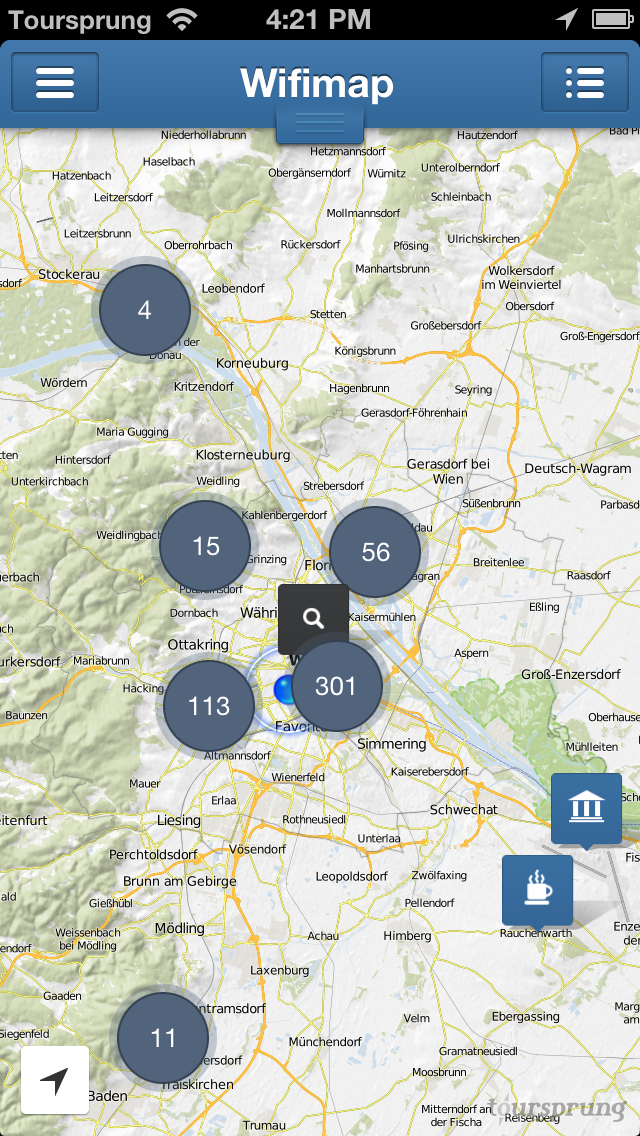 Toursprung 4:21 PM
Wifimap
Niederhollabrunn Hautzendorf
Hetzmannsdorf
Haselbach
Hatzenbach Obergänserndorf Würnitz Unterolberndorf
Leitzersdorf Schleinbach
Mollmannsdorf
Leitzersbrunn Ulrichskirchen
Oberrohrbach Rückersdorf Pfösing
Stockerau Manhartsbrunn Wolkersdorf
im Weinviertel
Leobendorf
4 Stetten Obersdorf
Großebersdorf Groß-Engersdorf
Donau Königsbrunn
Korneuburg
Wördern Kritzendorf Hagenbrunn Seyring
Gerasdorf-Föhrenhain
Maria Gugging
Hintersdorf Klosterneuburg Gerasdorf bei
Wien
Deutsch-Wagram
Unterkirchbach Weidling Strebersdorf
Süßenbrunn
Kahlenbergerdorf
Weidlingbach
15 56
Grinzing Breitenlee
Raasdorf
Dornbach Kaisermühlen Eßling
Ottakring
Mariabrunn Aspern
Hacking Groß-Enzersdorf
113 301
Baunzen
Simmering Mühlleiten
Altmannsdorf
Mauer Wienerfeld Kaiserebersdorf
Erlaa
Liesing Rothneusiedl Schwechat
Unterlaa
Perchtoldsdorf Vösendorf
Brunn am Gebirge Leopoldsdorf Zwölfaxing
Gießhübl Pellendorf
Weissenbach
bei Mödling
Mödling Achau Himberg Rauchenwarth
Laxenburg
Gaaden
Velm Ebergassing
11
Münchendorf
Gramatneusiedl
Moosbrunn
Baden Traiskirchen
Mitterndorf an
der Fischa
Reisenberg
Trumau
toursprung